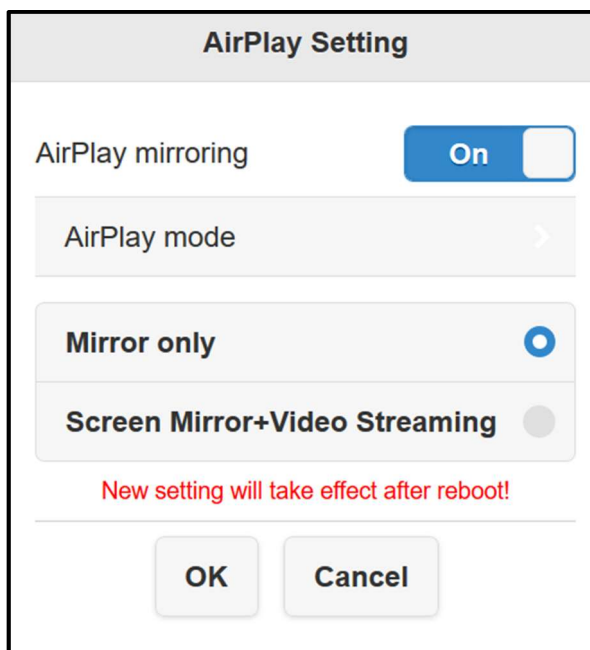 AirPlay Setting
AirPlay mirroring
On
AirPlay mode
Mirror only
Screen Mirror+Video Streaming
New setting will take effect after reboot!
OK
Cancel